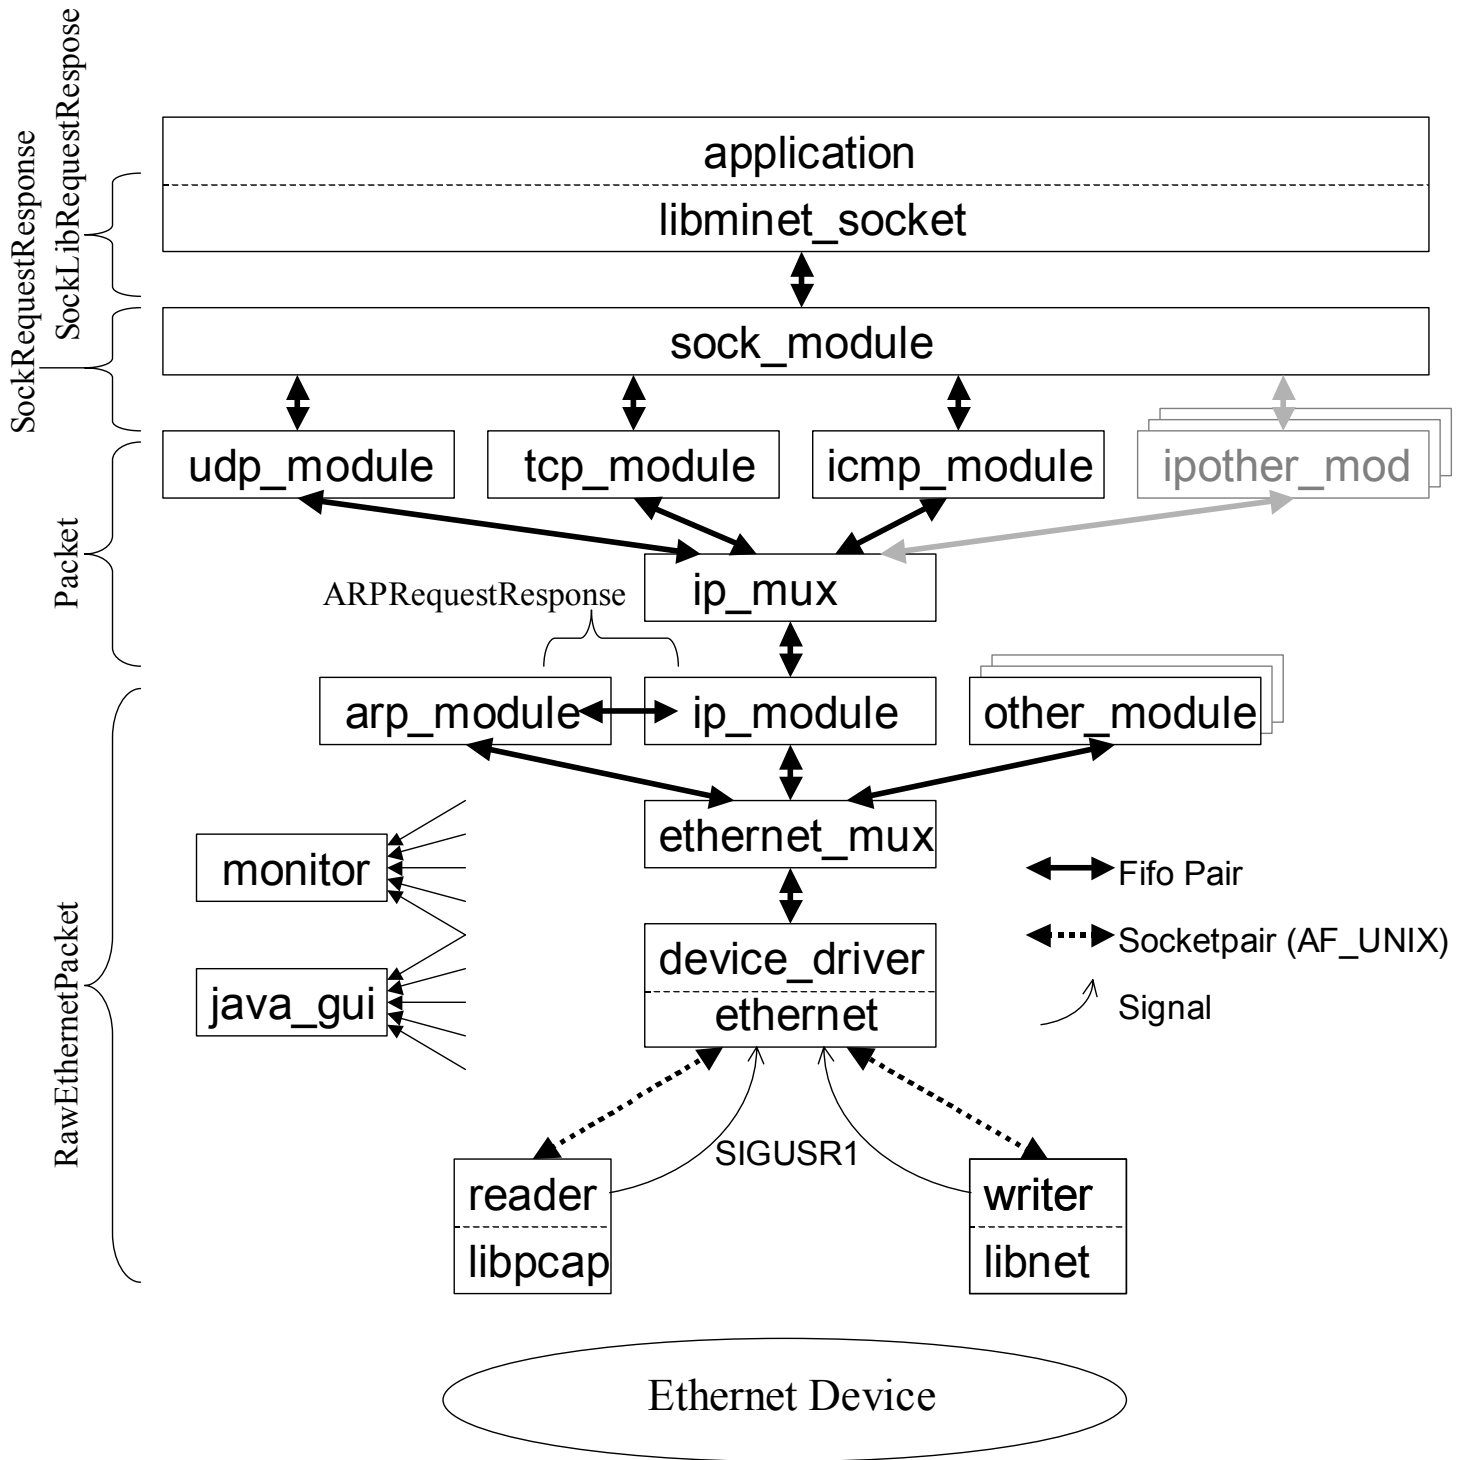 SockLibRequestRespose
SockRequestResponse
application
libminet_socket
sock_module
udp_module
tcp_module
icmp_module
ipother_mod
Packet
ip_mux
ARPRequestResponse
arp_module
ip_module
other_module
ethernet_mux
monitor
Fifo Pair
RawEthernetPacket
device_driver
Socketpair (AF_UNIX)
java_gui
ethernet
Signal
SIGUSR1
reader
writer
libpcap
libnet
Ethernet Device